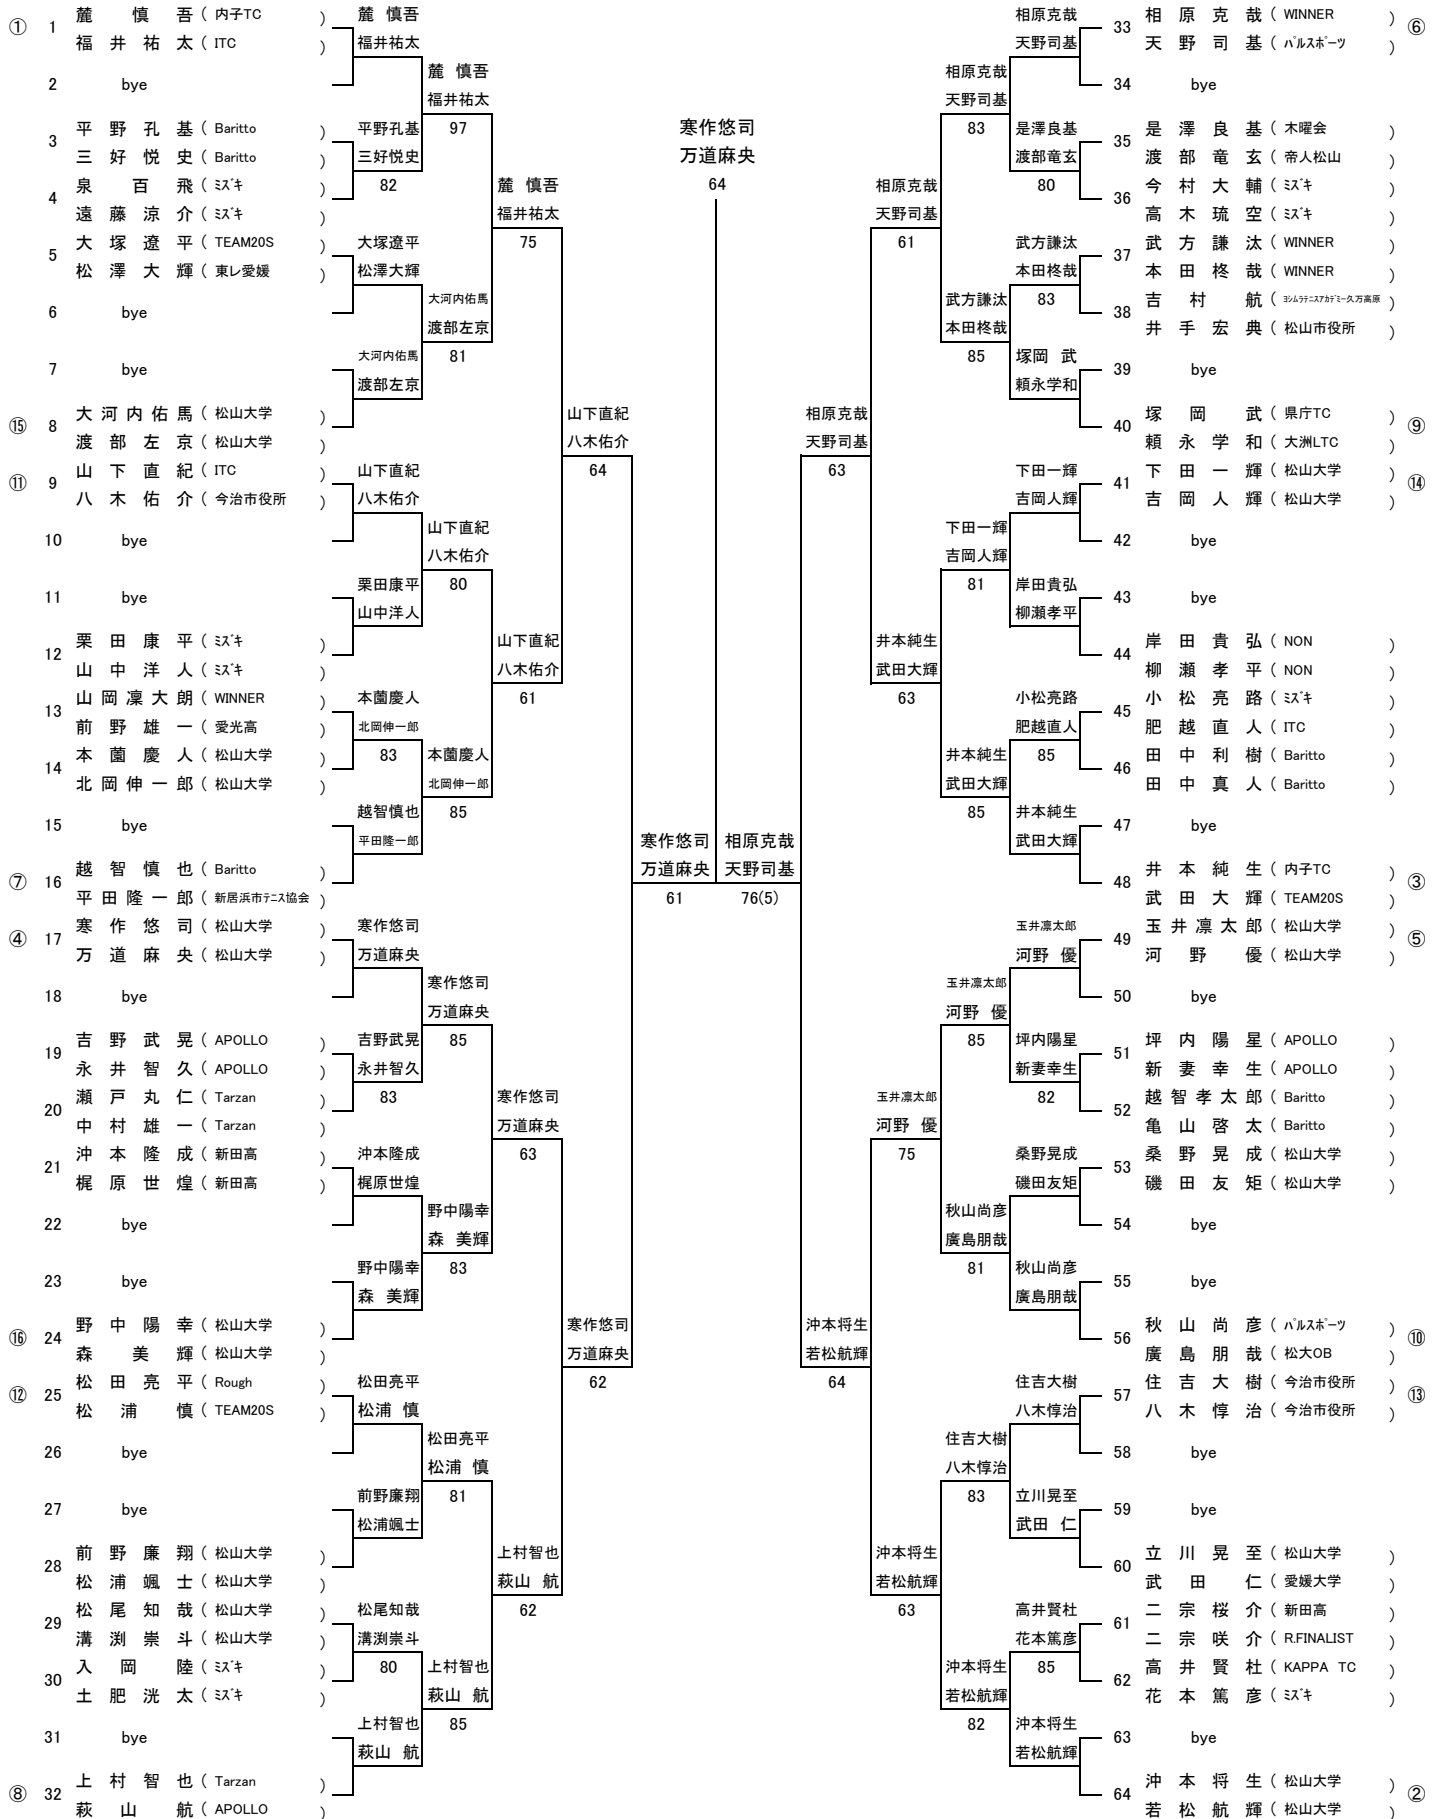 ① 1 麓 慎 吾 ( 内子TC )
福 井 祐 太 ( ITC )
2 bye
3 平 野 孔 基 ( Baritto )
三 好 悦 史 ( Baritto )
4 泉 百 飛 ( ミズキ )
遠 藤 涼 介 ( ミズキ )
5 大 塚 遼 平 ( TEAM20S )
松 澤 大 輝 ( 東レ愛媛 )
6 bye
7 bye
⑮ 8 大 河 内 佑 馬 ( 松山大学 )
渡 部 左 京 ( 松山大学 )
⑪ 9 山 下 直 紀 ( ITC )
八 木 佑 介 ( 今治市役所 )
10 bye
11 bye
12 栗 田 康 平 ( ミズキ )
山 中 洋 人 ( ミズキ )
13 山 岡 凜 大 朗 ( WINNER )
前 野 雄 一 ( 愛光高 )
14 本 薗 慶 人 ( 松山大学 )
北 岡 伸 一 郎 ( 松山大学 )
15 bye
⑦ 16 越 智 慎 也 ( Baritto )
平 田 隆 一 郎 ( 新居浜市テニス協会 )
④ 17 寒 作 悠 司 ( 松山大学 )
万 道 麻 央 ( 松山大学 )
18 bye
19 吉 野 武 晃 ( APOLLO )
永 井 智 久 ( APOLLO )
20 瀬 戸 丸 仁 ( Tarzan )
中 村 雄 一 ( Tarzan )
21 沖 本 隆 成 ( 新田高 )
梶 原 世 煌 ( 新田高 )
22 bye
23 bye
⑯ 24 野 中 陽 幸 ( 松山大学 )
森 美 輝 ( 松山大学 )
⑫ 25 松 田 亮 平 ( Rough )
松 浦 慎 ( TEAM20S )
26 bye
27 bye
28 前 野 廉 翔 ( 松山大学 )
松 浦 颯 士 ( 松山大学 )
29 松 尾 知 哉 ( 松山大学 )
溝 渕 崇 斗 ( 松山大学 )
30 入 岡 陸 ( ミズキ )
土 肥 洸 太 ( ミズキ )
31 bye
⑧ 32 上 村 智 也 ( Tarzan )
萩 山 航 ( APOLLO )
麓 慎吾
福井祐太
平野孔基
三好悦史
82
大塚遼平
松澤大輝
大河内佑馬
渡部左京
山下直紀
八木佑介
栗田康平
山中洋人
本薗慶人
北岡伸一郎
83
越智慎也
平田隆一郎
寒作悠司
万道麻央
吉野武晃
永井智久
83
沖本隆成
梶原世煌
野中陽幸
森 美輝
松田亮平
松浦 慎
前野廉翔
松浦颯士
松尾知哉
溝渕崇斗
80
上村智也
萩山 航
麓 慎吾
福井祐太
97
大河内佑馬
渡部左京
81
山下直紀
八木佑介
80
本薗慶人
北岡伸一郎
85
寒作悠司
万道麻央
85
野中陽幸
森 美輝
83
松田亮平
松浦 慎
81
上村智也
萩山 航
85
麓 慎吾
福井祐太
75
山下直紀
八木佑介
61
寒作悠司
万道麻央
63
上村智也
萩山 航
62
山下直紀
八木佑介
64
寒作悠司
万道麻央
62
寒作悠司
万道麻央
61
寒作悠司
万道麻央
64
相原克哉
天野司基
76(5)
相原克哉
天野司基
63
沖本将生
若松航輝
64
相原克哉
天野司基
61
井本純生
武田大輝
63
玉井凛太郎
河野 優
75
沖本将生
若松航輝
63
相原克哉
天野司基
83
武方謙汰
本田柊哉
85
下田一輝
吉岡人輝
81
井本純生
武田大輝
85
玉井凛太郎
河野 優
85
秋山尚彦
廣島朋哉
81
住吉大樹
八木惇治
83
沖本将生
若松航輝
82
相原克哉
天野司基
是澤良基
渡部竜玄
80
武方謙汰
本田柊哉
83
塚岡 武
頼永学和
下田一輝
吉岡人輝
岸田貴弘
柳瀬孝平
小松亮路
肥越直人
85
井本純生
武田大輝
玉井凛太郎
河野 優
坪内陽星
新妻幸生
82
桑野晃成
磯田友矩
秋山尚彦
廣島朋哉
住吉大樹
八木惇治
立川晃至
武田 仁
高井賢杜
花本篤彦
85
沖本将生
若松航輝
33 相 原 克 哉 ( WINNER ) ⑥
天 野 司 基 ( パルスポーツ )
34 bye
35 是 澤 良 基 ( 木曜会 )
渡 部 竜 玄 ( 帝人松山 )
36 今 村 大 輔 ( ミズキ )
高 木 琉 空 ( ミズキ )
37 武 方 謙 汰 ( WINNER )
本 田 柊 哉 ( WINNER )
38 吉 村 航 ( ヨシムラテニスアカデミー久万高原 )
井 手 宏 典 ( 松山市役所 )
39 bye
40 塚 岡 武 ( 県庁TC ) ⑨
頼 永 学 和 ( 大洲LTC )
41 下 田 一 輝 ( 松山大学 ) ⑭
吉 岡 人 輝 ( 松山大学 )
42 bye
43 bye
44 岸 田 貴 弘 ( NON )
柳 瀬 孝 平 ( NON )
45 小 松 亮 路 ( ミズキ )
肥 越 直 人 ( ITC )
46 田 中 利 樹 ( Baritto )
田 中 真 人 ( Baritto )
47 bye
48 井 本 純 生 ( 内子TC ) ③
武 田 大 輝 ( TEAM20S )
49 玉 井 凛 太 郎 ( 松山大学 ) ⑤
河 野 優 ( 松山大学 )
50 bye
51 坪 内 陽 星 ( APOLLO )
新 妻 幸 生 ( APOLLO )
52 越 智 孝 太 郎 ( Baritto )
亀 山 啓 太 ( Baritto )
53 桑 野 晃 成 ( 松山大学 )
磯 田 友 矩 ( 松山大学 )
54 bye
55 bye
56 秋 山 尚 彦 ( パルスポーツ ) ⑩
廣 島 朋 哉 ( 松大OB )
57 住 吉 大 樹 ( 今治市役所 ) ⑬
八 木 惇 治 ( 今治市役所 )
58 bye
59 bye
60 立 川 晃 至 ( 松山大学 )
武 田 仁 ( 愛媛大学 )
61 二 宗 桜 介 ( 新田高 )
二 宗 咲 介 ( R.FINALIST )
62 高 井 賢 杜 ( KAPPA TC )
花 本 篤 彦 ( ミズキ )
63 bye
64 沖 本 将 生 ( 松山大学 ) ②
若 松 航 輝 ( 松山大学 )